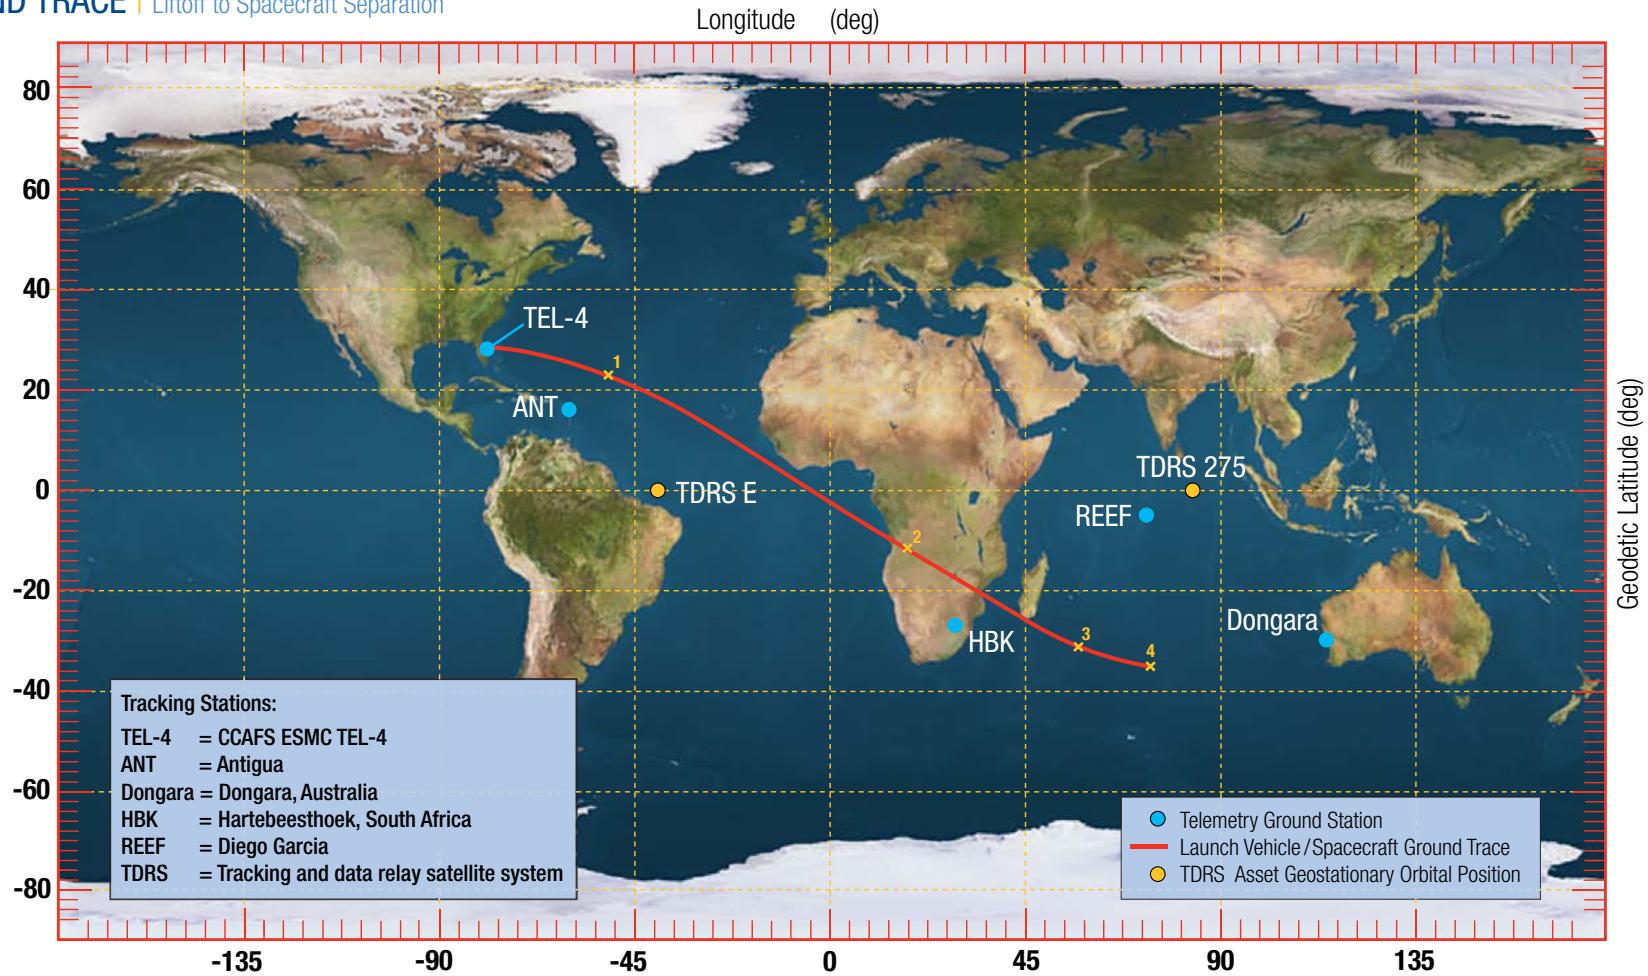 TRACE | Liftoff to Spacecraft Separation
Longitude (deg)
80
60
40
20
0
-20
-40
-60
-80
TEL-4
1
ANT
TDRS E
TDRS 275
REEF
2
HBK
3
4
Dongara
Geodetic Latitude (deg)
Tracking Stations:
TEL-4 = CCAFS ESMC TEL-4
ANT = Antigua
Dongara = Dongara, Australia
HBK = Hartebeesthoek, South Africa
REEF = Diego Garcia
TDRS = Tracking and data relay satellite system
Telemetry Ground Station
Launch Vehicle / Spacecraft Ground Trace
TDRS Asset Geostationary Orbital Position
-135 -90 -45 0 45 90 135